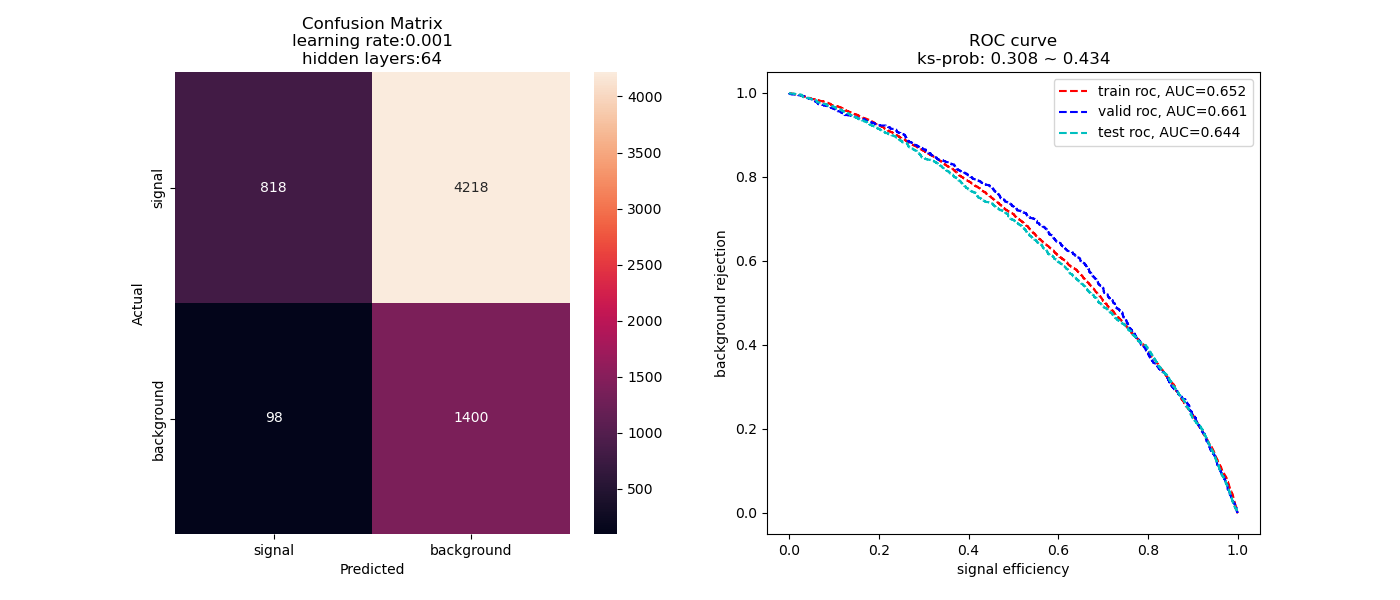 Confusion Matrix
learning rate:0.001
hidden layers:64
signal
background
Actual
818
4218
98
1400
signal
background
Predicted
4000
3500
3000
2500
2000
1500
1000
500
ROC curve
ks-prob: 0.308 ~ 0.434
train roc, AUC=0.652
valid roc, AUC=0.661
test roc, AUC=0.644
background rejection
1.0
0.8
0.6
0.4
0.2
0.0
0.0
0.2
0.4
0.6
0.8
1.0
signal efficiency